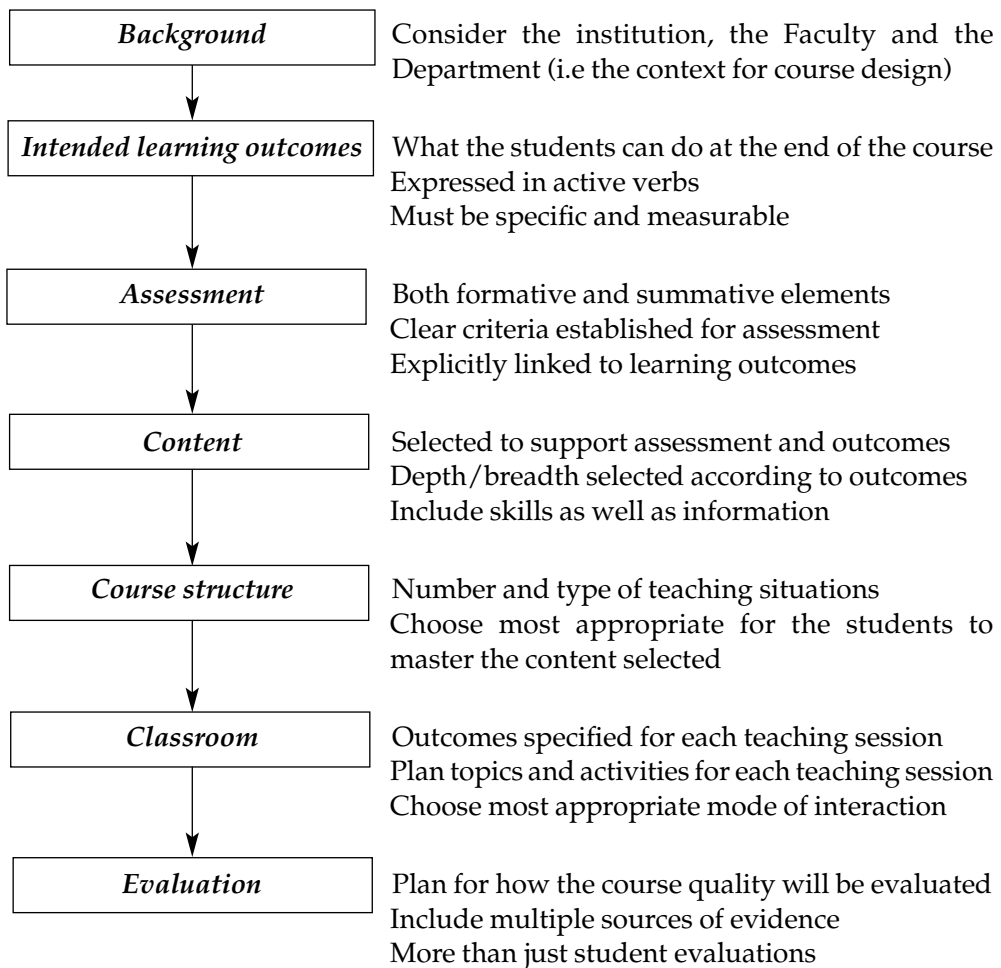 Background
Consider the institution, the Faculty and the
Department (i.e the context for course design)
Intended learning outcomes
What the students can do at the end of the course
Expressed in active verbs
Must be specific and measurable
Assessment
Both formative and summative elements
Clear criteria established for assessment
Explicitly linked to learning outcomes
Content
Selected to support assessment and outcomes
Depth/breadth selected according to outcomes
Include skills as well as information
Course structure
Number and type of teaching situations
Choose most appropriate for the students to
master the content selected
Classroom
Outcomes specified for each teaching session
Plan topics and activities for each teaching session
Choose most appropriate mode of interaction
Evaluation
Plan for how the course quality will be evaluated
Include multiple sources of evidence
More than just student evaluations